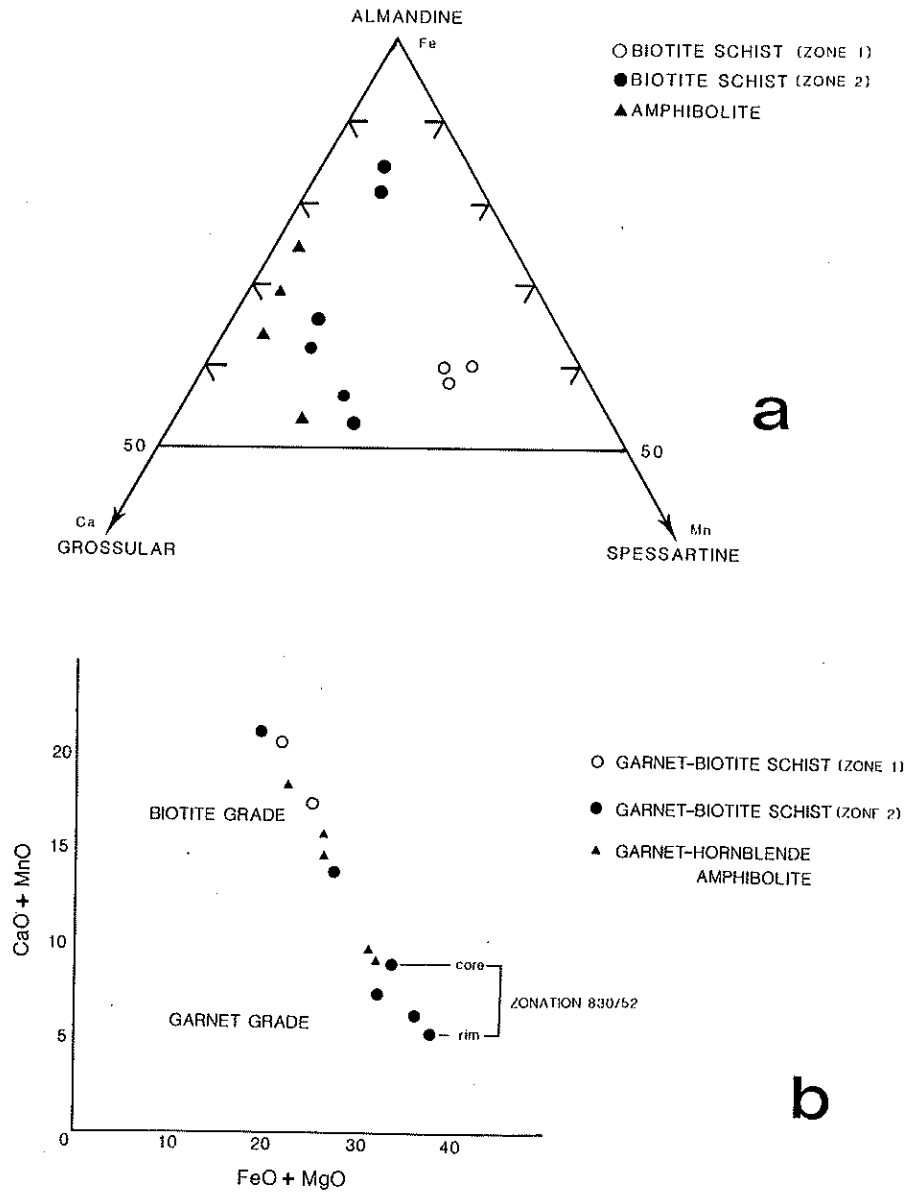 ALMANDINE
Fe
○ BIOTITE SCHIST (ZONE 1)
● BIOTITE SCHIST (ZONE 2)
▲ AMPHIBOLITE
a
50
50
Ca
GROSSULAR
Mn
SPESSARTINE
20
○ GARNET-BIOTITE SCHIST (ZONE 1)
BIOTITE GRADE
● GARNET-BIOTITE SCHIST (ZONE 2)
15
▲ GARNET-HORNBLENDE
AMPHIBOLITE
CaO + MnO
10
core
ZONATION 830/52
GARNET GRADE
5
rim
b
0
10
20
30
40
FeO + MgO